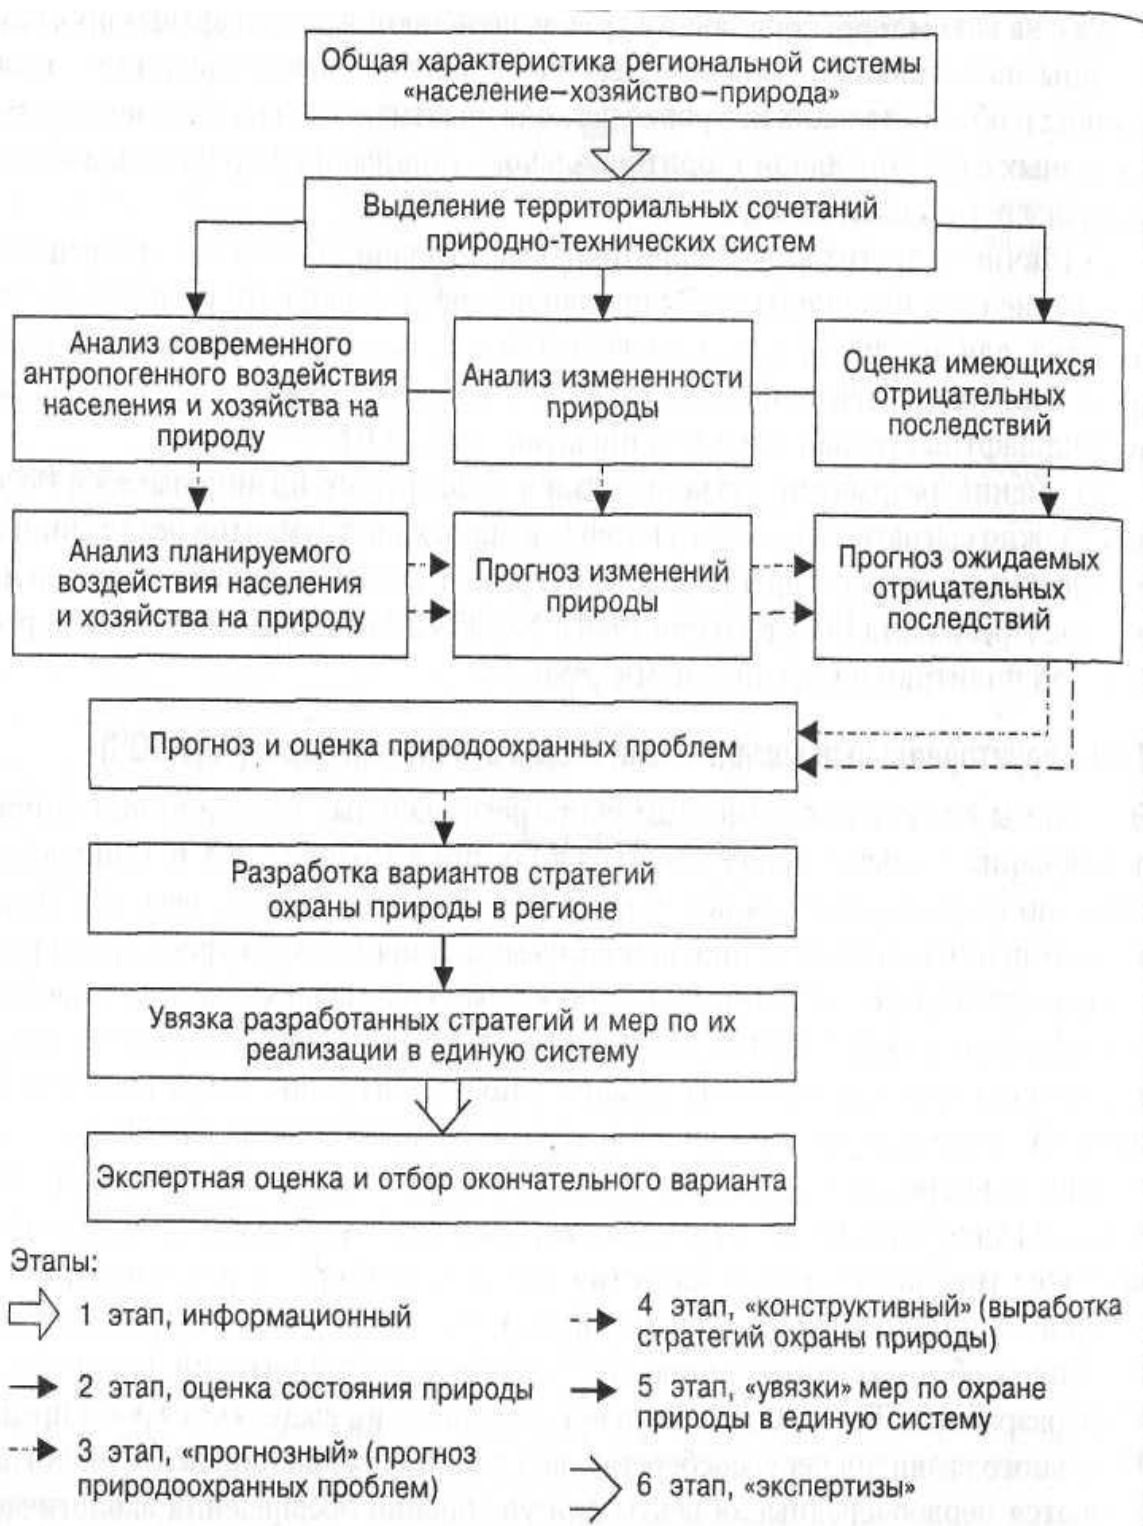 Общая характеристика региональной системы
«население–хозяйство–природа»
Выделение территориальных сочетаний
природно-технических систем
Анализ современного
антропогенного воздействия
населения и хозяйства на
природу
Анализ измененности
природы
Оценка имеющихся
отрицательных
последствий
Анализ планируемого
воздействия населения
и хозяйства на природу
Прогноз изменений
природы
Прогноз ожидаемых
отрицательных
последствий
Прогноз и оценка природоохранных проблем
Разработка вариантов стратегий
охраны природы в регионе
Увязка разработанных стратегий и мер по их
реализации в единую систему
Экспертная оценка и отбор окончательного варианта
Этапы:
1 этап, информационный
2 этап, оценка состояния природы
3 этап, «прогнозный» (прогноз
природоохранных проблем)
4 этап, «конструктивный» (выработка
стратегий охраны природы)
5 этап, «увязки» мер по охране
природы в единую систему
6 этап, «экспертизы»